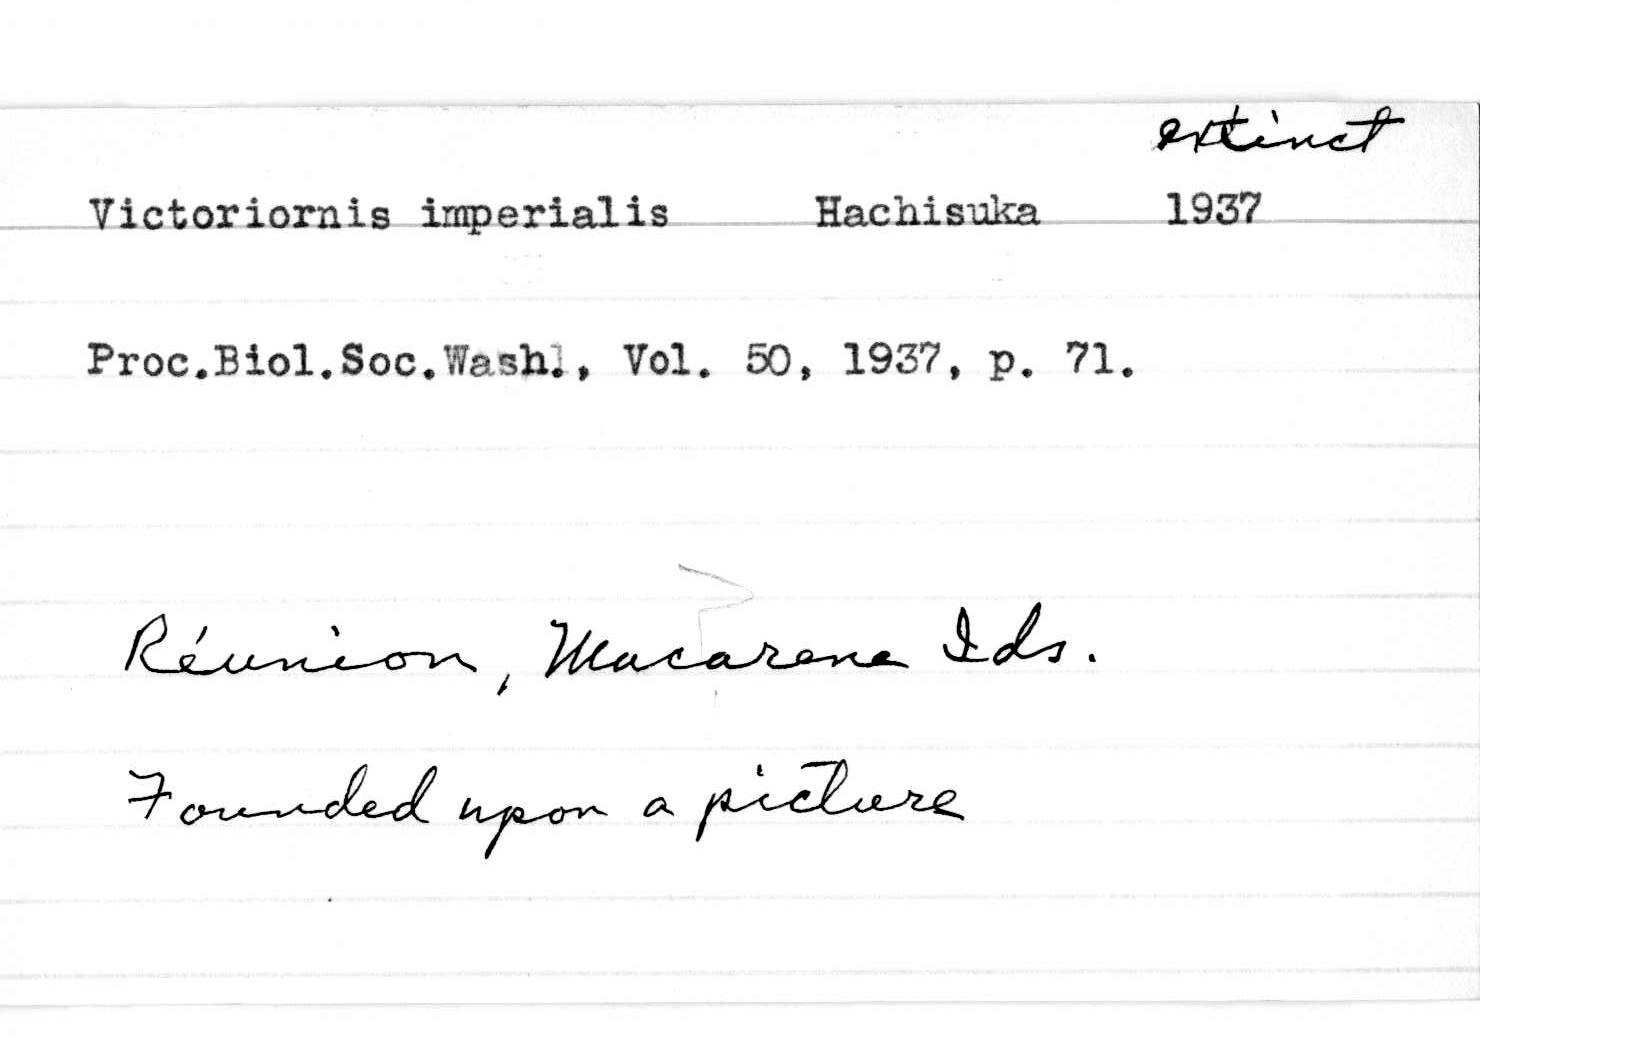 extinct
Victoriornis imperialis Hachisuka 1937
Proc.Biol.Soc.Wash., Vol. 50, 1937, p. 71.
Réunion, Macarene Ids.
Founded upon a picture